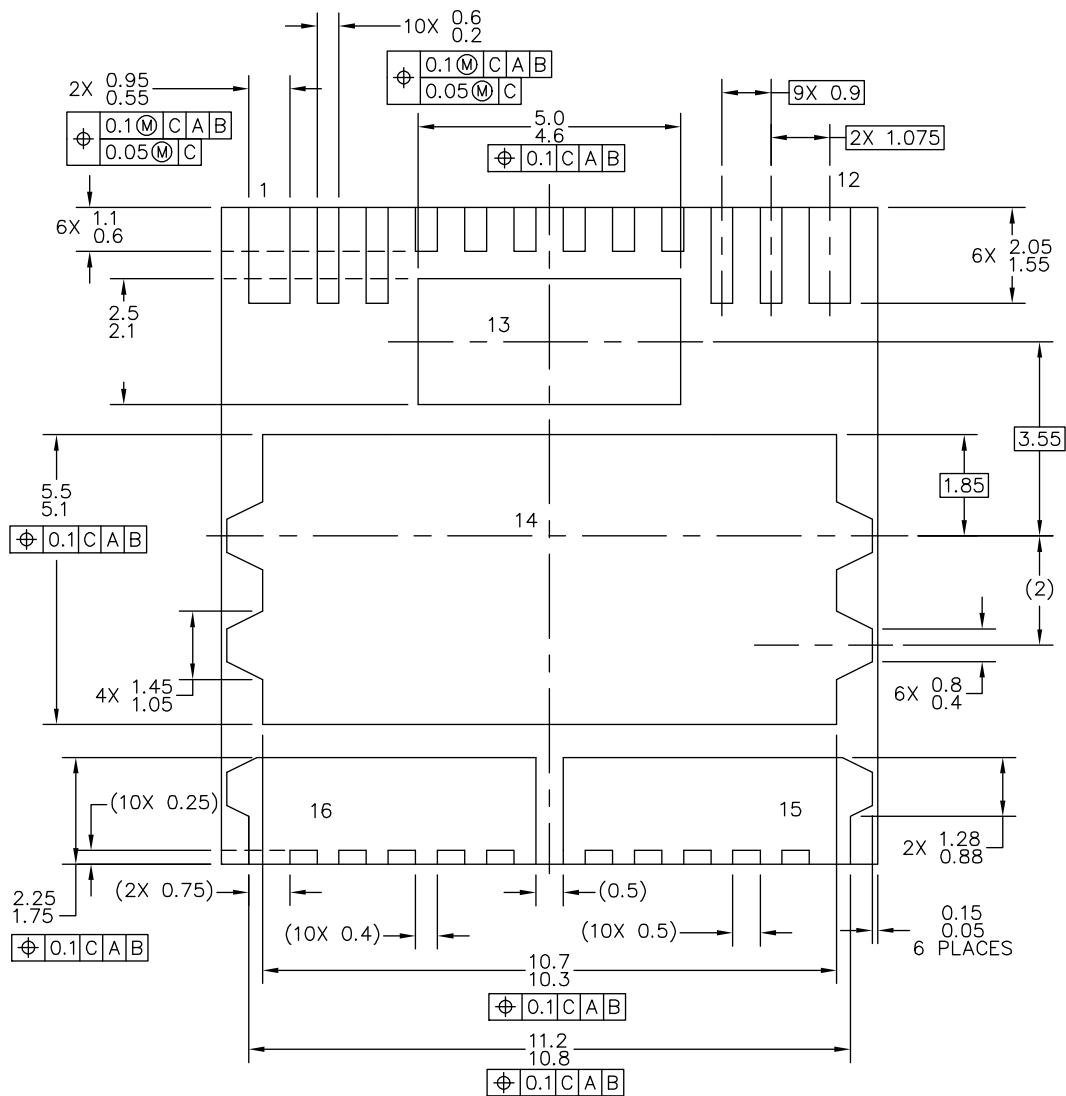 10X 0.6
0.2
⌖ 0.1 Ⓜ C A B
0.05 Ⓜ C
2X 0.95
0.55
⌖ 0.1 Ⓜ C A B
0.05 Ⓜ C
9X 0.9
2X 1.075
5.0
4.6
⌖ 0.1 C A B
1
12
6X 1.1
0.6
6X 2.05
1.55
2.5
2.1
13
3.55
1.85
5.5
5.1
⌖ 0.1 C A B
14
(2)
4X 1.45
1.05
6X 0.8
0.4
(10X 0.25)
16
15
2X 1.28
0.88
(2X 0.75)
(0.5)
2.25
1.75
⌖ 0.1 C A B
(10X 0.4)
(10X 0.5)
0.15
0.05
6 PLACES
10.7
10.3
⌖ 0.1 C A B
11.2
10.8
⌖ 0.1 C A B